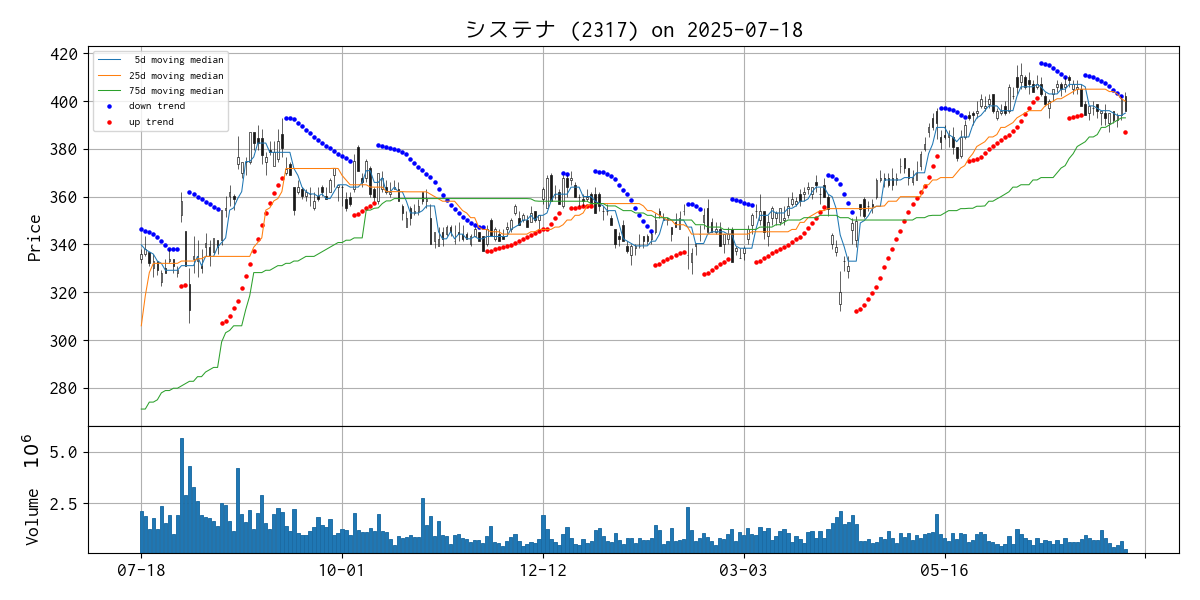 システナ (2317) on 2025-07-18
5d moving median
25d moving median
75d moving median
down trend
up trend
Price
420
400
380
360
340
320
300
280
Volume 10^6
5.0
2.5
07-18
10-01
12-12
03-03
05-16